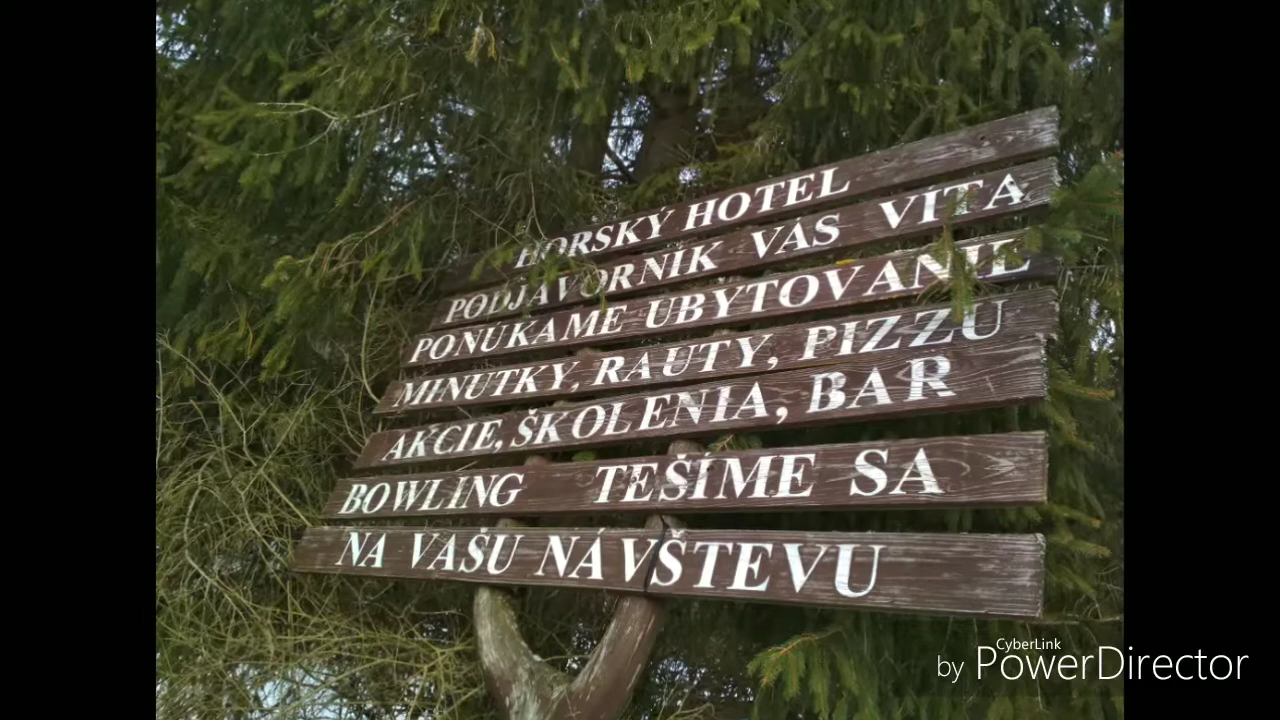 HORSKÝ HOTEL
PODJAVORNÍK VÁS VÍTA
PONÚKAME UBYTOVANIE
MINUTKY, RAUTY, PIZZU
AKCIE, ŠKOLENIA, BAR
BOWLING TEŠÍME SA
NA VAŠU NÁVŠTEVU
CyberLink
by PowerDirector